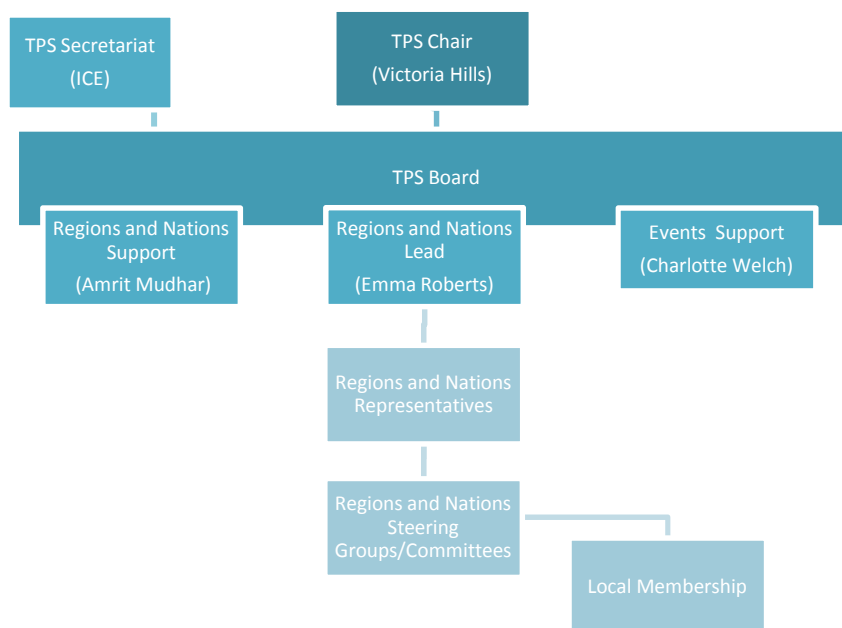 TPS Secretariat
(ICE)
TPS Chair
(Victoria Hills)
TPS Board
Regions and Nations
Support
(Amrit Mudhar)
Regions and Nations
Lead
(Emma Roberts)
Events Support
(Charlotte Welch)
Regions and Nations
Representatives
Regions and Nations
Steering
Groups/Committees
Local Membership